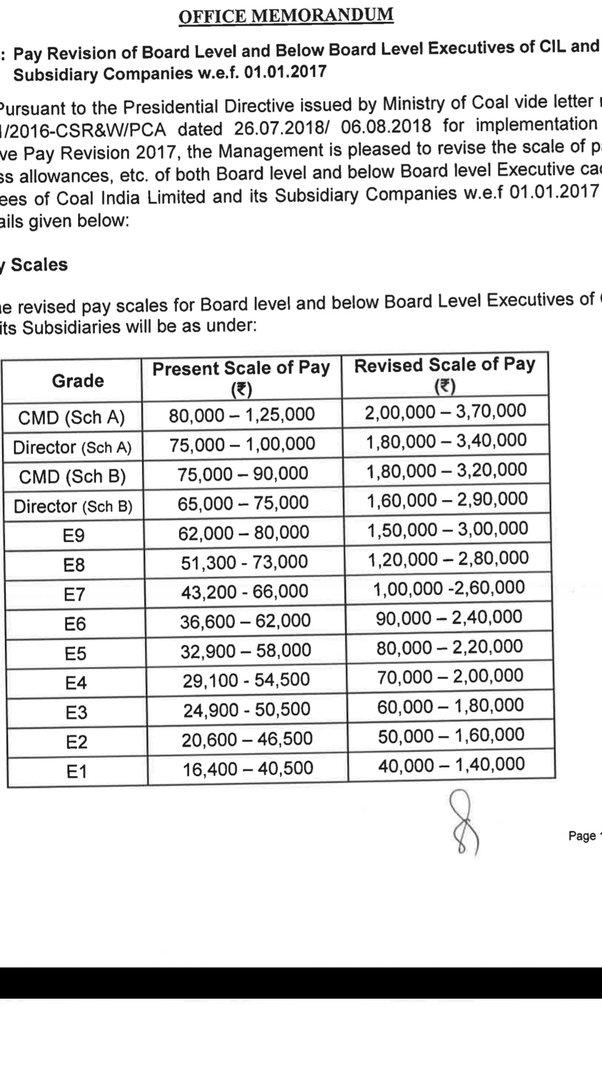 OFFICE MEMORANDUM
: Pay Revision of Board Level and Below Board Level Executives of CIL and
Subsidiary Companies w.e.f. 01.01.2017
Pursuant to the Presidential Directive issued by Ministry of Coal vide letter
/2016-CSR&W/PCA dated 26.07.2018/ 06.08.2018 for implementation
ve Pay Revision 2017, the Management is pleased to revise the scale of
ss allowances, etc. of both Board level and below Board level Executive
ees of Coal India Limited and its Subsidiary Companies w.e.f 01.01.2017
ails given below:
y Scales
e revised pay scales for Board level and below Board Level Executives of
its Subsidiaries will be as under:
Grade Present Scale of Pay (₹) Revised Scale of Pay (₹)
CMD (Sch A) 80,000 – 1,25,000 2,00,000 – 3,70,000
Director (Sch A) 75,000 – 1,00,000 1,80,000 – 3,40,000
CMD (Sch B) 75,000 – 90,000 1,80,000 – 3,20,000
Director (Sch B) 65,000 – 75,000 1,60,000 – 2,90,000
E9 62,000 – 80,000 1,50,000 – 3,00,000
E8 51,300 - 73,000 1,20,000 – 2,80,000
E7 43,200 - 66,000 1,00,000 -2,60,000
E6 36,600 – 62,000 90,000 – 2,40,000
E5 32,900 – 58,000 80,000 – 2,20,000
E4 29,100 - 54,500 70,000 – 2,00,000
E3 24,900 - 50,500 60,000 – 1,80,000
E2 20,600 – 46,500 50,000 – 1,60,000
E1 16,400 – 40,500 40,000 – 1,40,000
Page